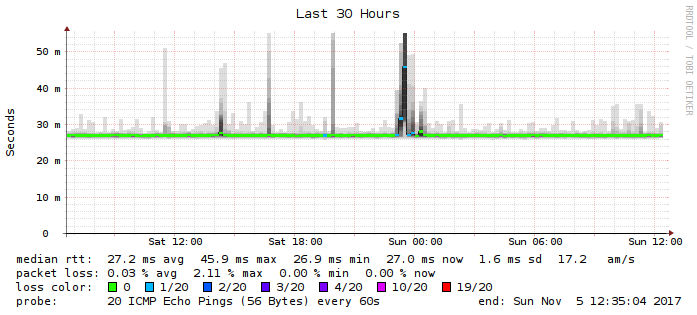 Last 30 Hours
RRDTOOL / TOBI OETIKER
Seconds
50 m
40 m
30 m
20 m
10 m
0
Sat 12:00 Sat 18:00 Sun 00:00 Sun 06:00 Sun 12:00
median rtt: 27.2 ms avg 45.9 ms max 26.9 ms min 27.0 ms now 1.6 ms sd 17.2 am/s
packet loss: 0.03 % avg 2.11 % max 0.00 % min 0.00 % now
loss color: 0 1/20 2/20 3/20 4/20 10/20 19/20
probe: 20 ICMP Echo Pings (56 Bytes) every 60s end: Sun Nov 5 12:35:04 2017